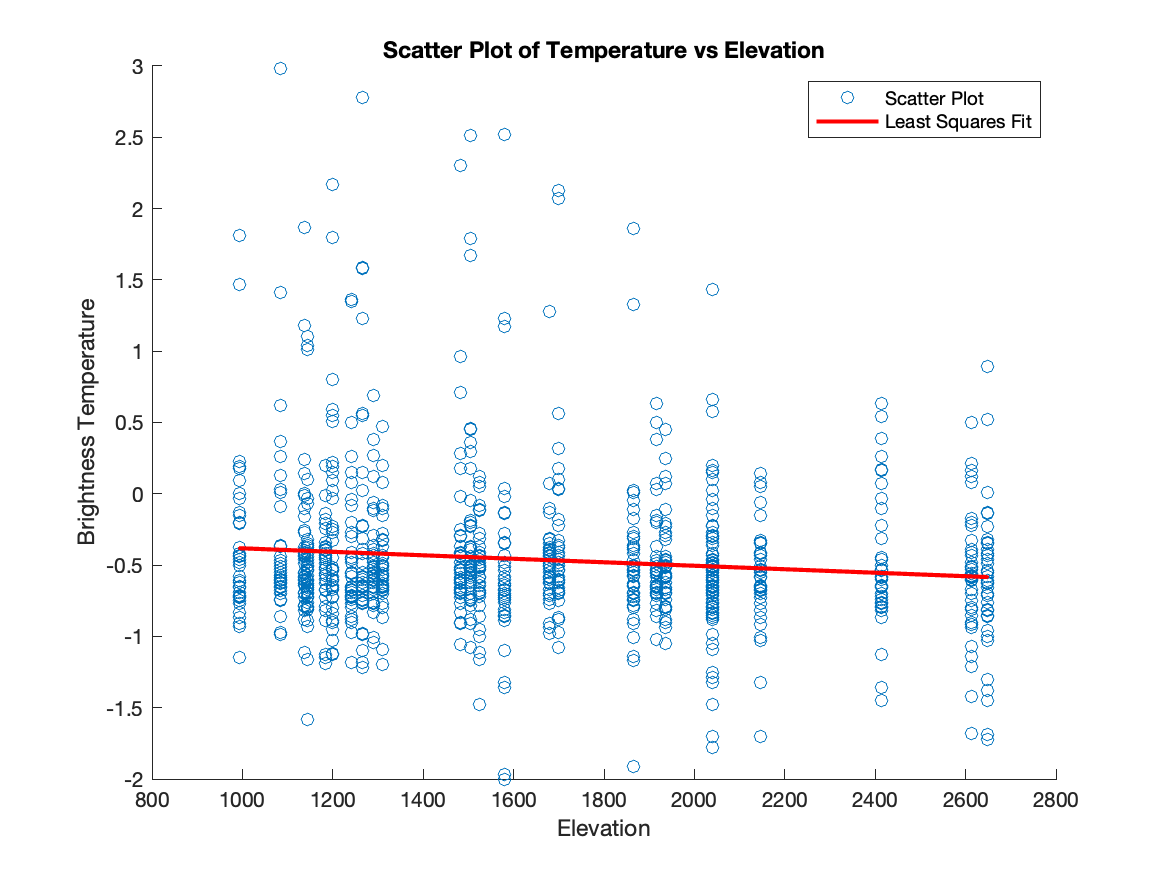 Scatter Plot of Temperature vs Elevation
Scatter Plot
Least Squares Fit
3
2.5
2
1.5
1
0.5
0
-0.5
-1
-1.5
-2
Brightness Temperature
800 1000 1200 1400 1600 1800 2000 2200 2400 2600 2800
Elevation